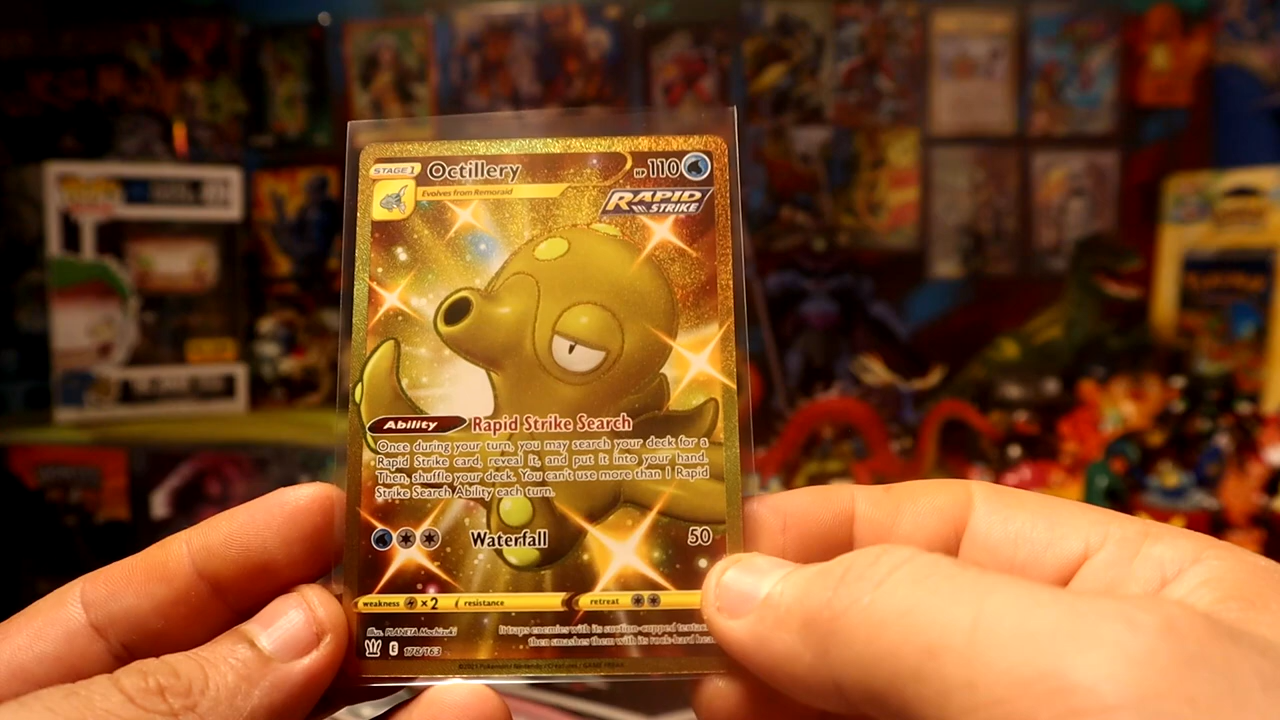 STAGE 1 Octillery HP 110
Evolves from Remoraid
RAPID STRIKE
Ability Rapid Strike Search
Once during your turn, you may search your deck for a
Rapid Strike card, reveal it, and put it into your hand.
Then, shuffle your deck. You can't use more than 1 Rapid
Strike Search Ability each turn.
Waterfall 50
weakness ×2 resistance retreat
Illus. PLANETA Mochizuki
It traps enemies with its suction-cupped
then smashes them with its rock-hard
E 178/163
©2021 Pokémon / Nintendo / Creatures / GAME FREAK